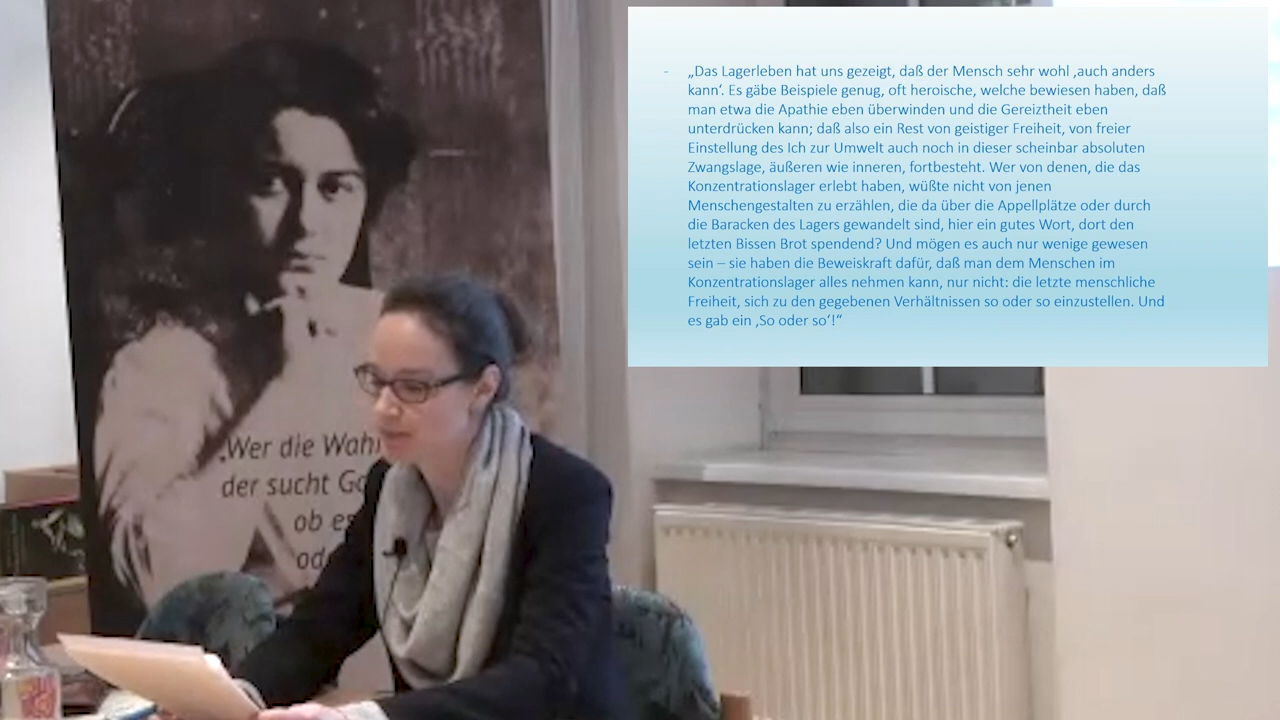 - „Das Lagerleben hat uns gezeigt, daß der Mensch sehr wohl ‚auch anders
kann‘. Es gäbe Beispiele genug, oft heroische, welche bewiesen haben, daß
man etwa die Apathie eben überwinden und die Gereiztheit eben
unterdrücken kann; daß also ein Rest von geistiger Freiheit, von freier
Einstellung des Ich zur Umwelt auch noch in dieser scheinbar absoluten
Zwangslage, äußeren wie inneren, fortbesteht. Wer von denen, die das
Konzentrationslager erlebt haben, wüßte nicht von jenen
Menschengestalten zu erzählen, die da über die Appellplätze oder durch
die Baracken des Lagers gewandelt sind, hier ein gutes Wort, dort den
letzten Bissen Brot spendend? Und mögen es auch nur wenige gewesen
sein – sie haben die Beweiskraft dafür, daß man dem Menschen im
Konzentrationslager alles nehmen kann, nur nicht: die letzte menschliche
Freiheit, sich zu den gegebenen Verhältnissen so oder so einzustellen. Und
es gab ein ‚So oder so‘!“
„Wer die Wah
der sucht Go
ob es
ode